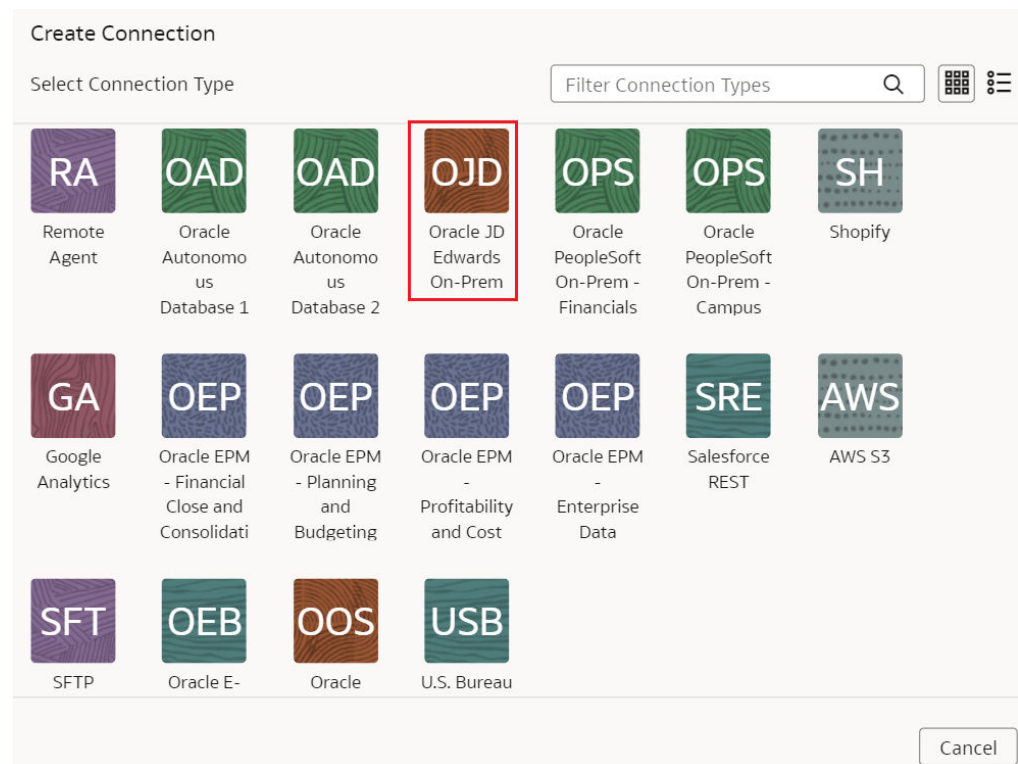 Create Connection
Select Connection Type
Filter Connection Types
RA
OAD
OAD
OJD
OPS
OPS
SH
Remote
Agent
Oracle
Autonomo
us
Database 1
Oracle
Autonomo
us
Database 2
Oracle JD
Edwards
On-Prem
Oracle
PeopleSoft
On-Prem -
Financials
Oracle
PeopleSoft
On-Prem -
Campus
Shopify
GA
OEP
OEP
OEP
OEP
SRE
AWS
Google
Analytics
Oracle EPM
- Financial
Close and
Consolidati
Oracle EPM
- Planning
and
Budgeting
Oracle EPM
-
Profitability
and Cost
Oracle EPM
-
Enterprise
Data
Salesforce
REST
AWS S3
SFT
OEB
OOS
USB
SFTP
Oracle E-
Oracle
U.S. Bureau
Cancel